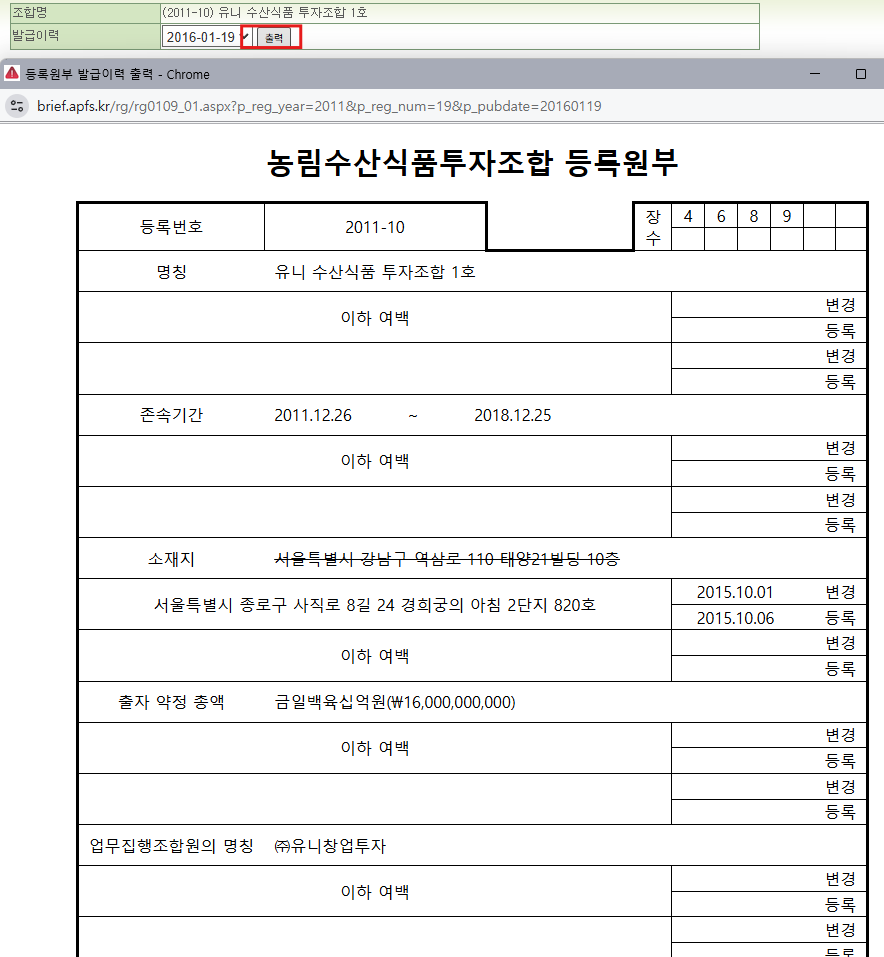 조합명 (2011-10) 유니 수산식품 투자조합 1호
발급이력 2016-01-19 출력
등록원부 발급이력 출력 - Chrome
brief.apfs.kr/rg/rg0109_01.aspx?p_reg_year=2011&p_reg_num=19&p_pubdate=20160119
농림수산식품투자조합 등록원부
등록번호 2011-10 장수 4 6 8 9
명칭 유니 수산식품 투자조합 1호
이하 여백 변경
등록
변경
등록
존속기간 2011.12.26 ~ 2018.12.25
이하 여백 변경
등록
변경
등록
소재지 서울특별시 강남구 역삼로 110 태양21빌딩 10층
서울특별시 종로구 사직로 8길 24 경희궁의 아침 2단지 820호 2015.10.01 변경
2015.10.06 등록
이하 여백 변경
등록
출자 약정 총액 금일백육십억원(₩16,000,000,000)
이하 여백 변경
등록
변경
등록
업무집행조합원의 명칭 ㈜유니창업투자
이하 여백 변경
등록
변경
등록